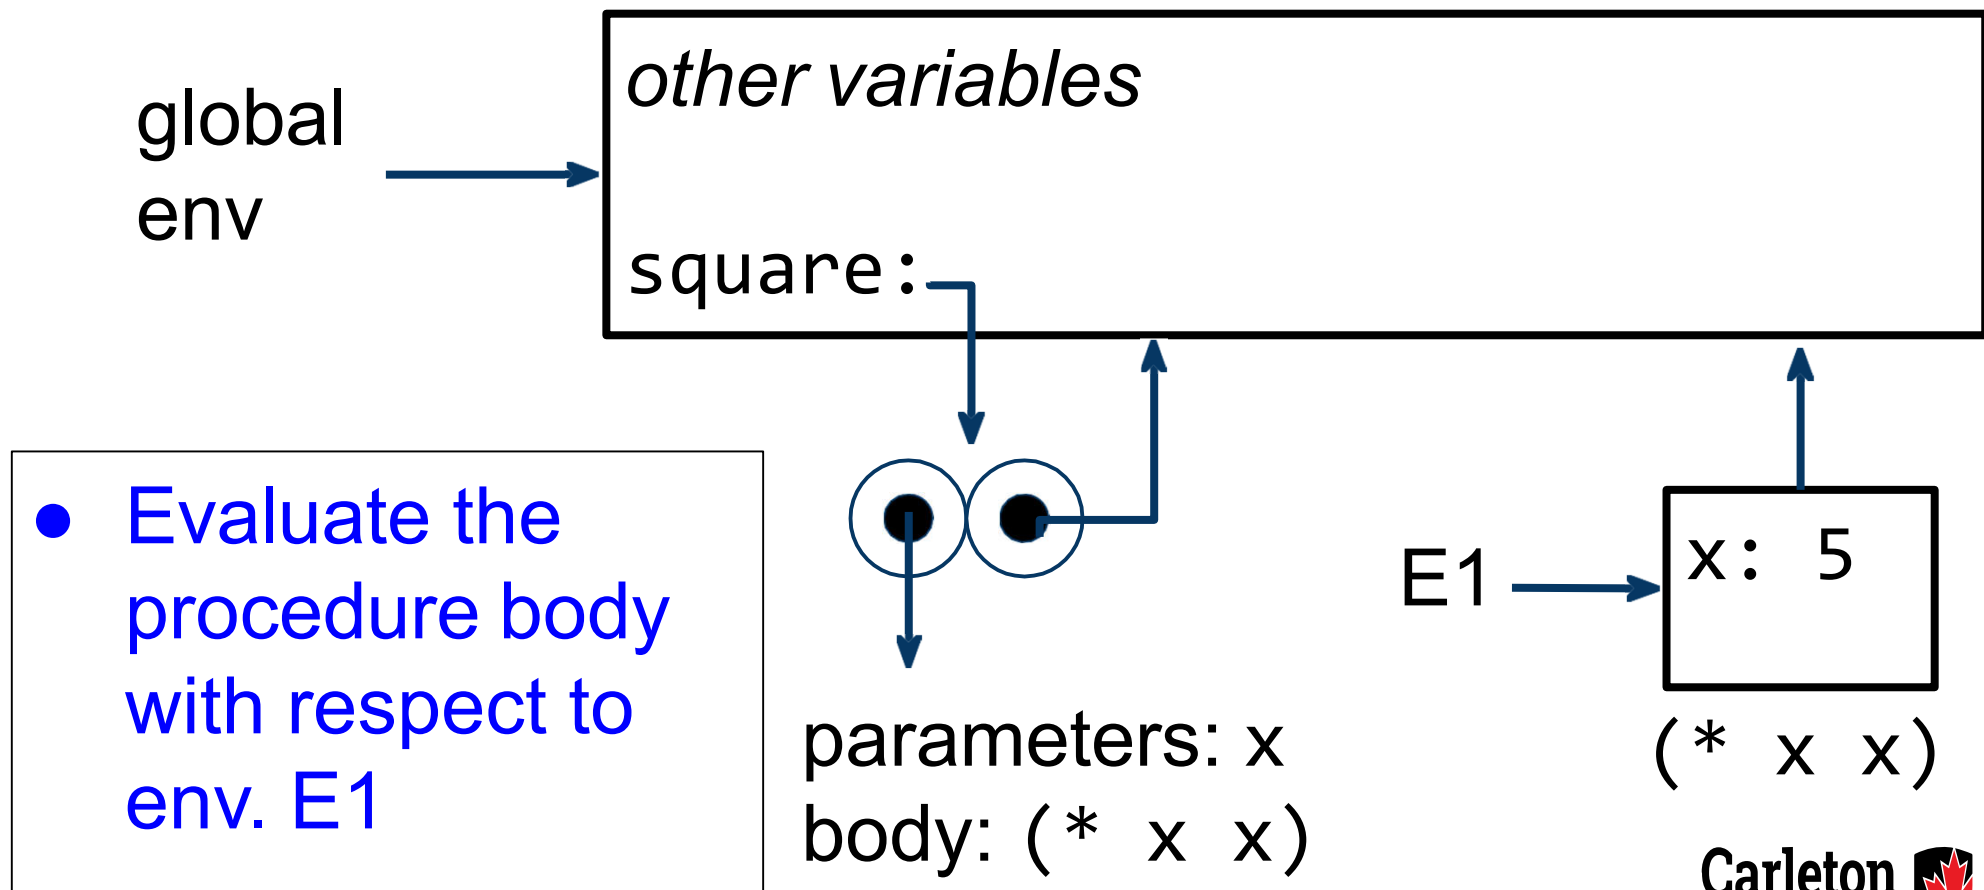 global
env
other variables
square:
● Evaluate the
procedure body
with respect to
env. E1
parameters: x
body: (* x x)
E1
x: 5
(* x x)
Carleton